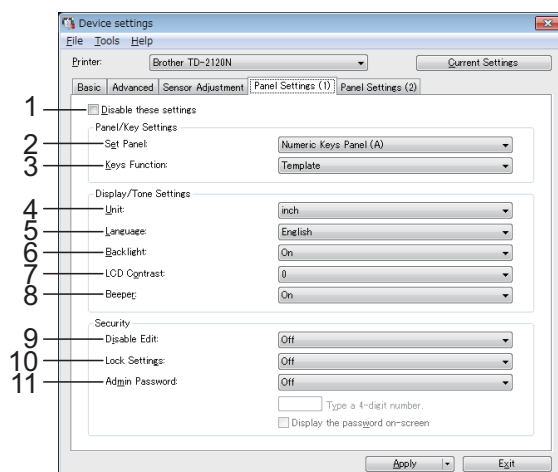 Device settings
File Tools Help
Printer: Brother TD-2120N Current Settings
Basic Advanced Sensor Adjustment Panel Settings (1) Panel Settings (2)
1 Disable these settings
Panel/Key Settings
2 Set Panel: Numeric Keys Panel (A)
3 Keys Function: Template
Display/Tone Settings
4 Unit: inch
5 Language: English
6 Backlight: On
7 LCD Contrast: 0
8 Beeper: On
Security
9 Disable Edit: Off
10 Lock Settings: Off
11 Admin Password: Off
Type a 4-digit number.
Display the password on-screen
Apply Exit